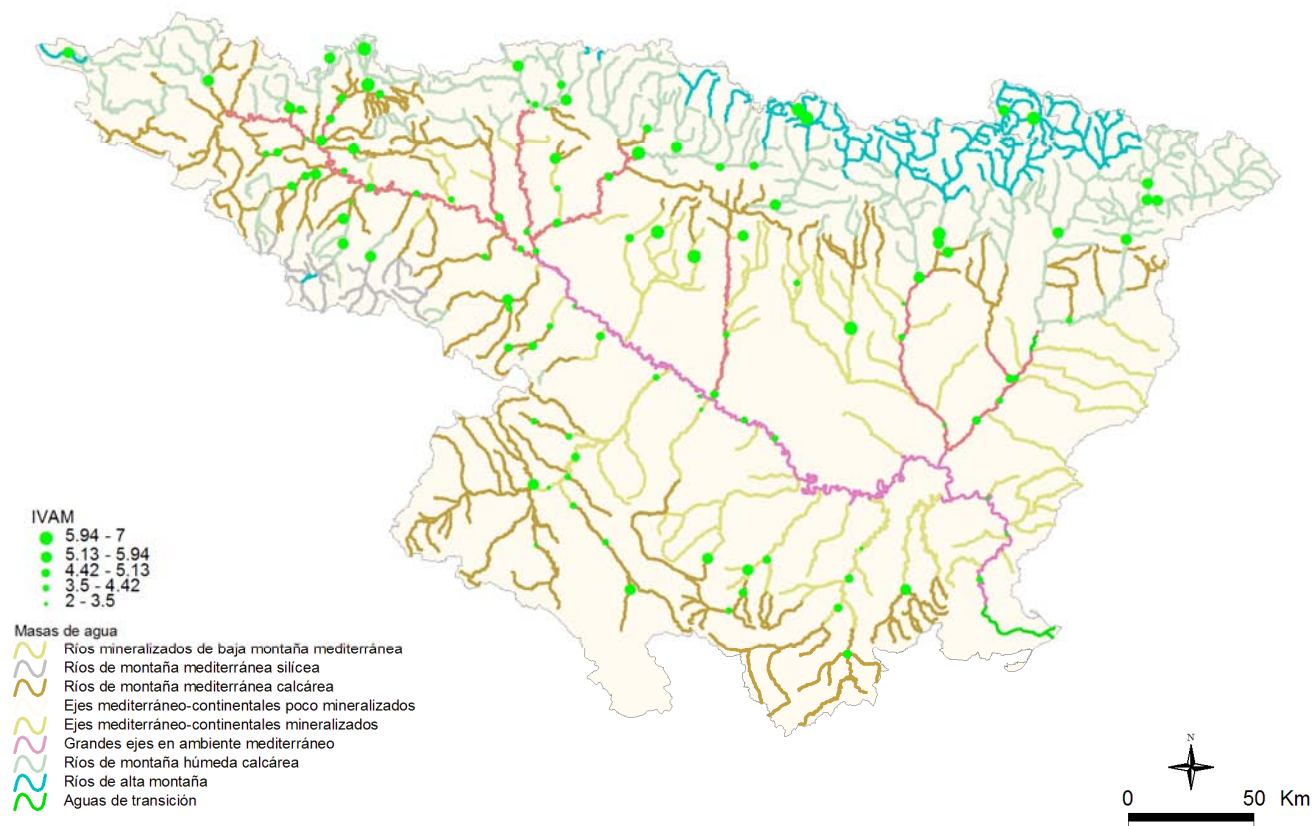 IVAM
5.94 - 7
5.13 - 5.94
4.42 - 5.13
3.5 - 4.42
2 - 3.5
Masas de agua
Ríos mineralizados de baja montaña mediterránea
Ríos de montaña mediterránea silícea
Ríos de montaña mediterránea calcárea
Ejes mediterráneo-continentales poco mineralizados
Ejes mediterráneo-continentales mineralizados
Grandes ejes en ambiente mediterráneo
Ríos de montaña húmeda calcárea
Ríos de alta montaña
Aguas de transición
N
0 50 Km